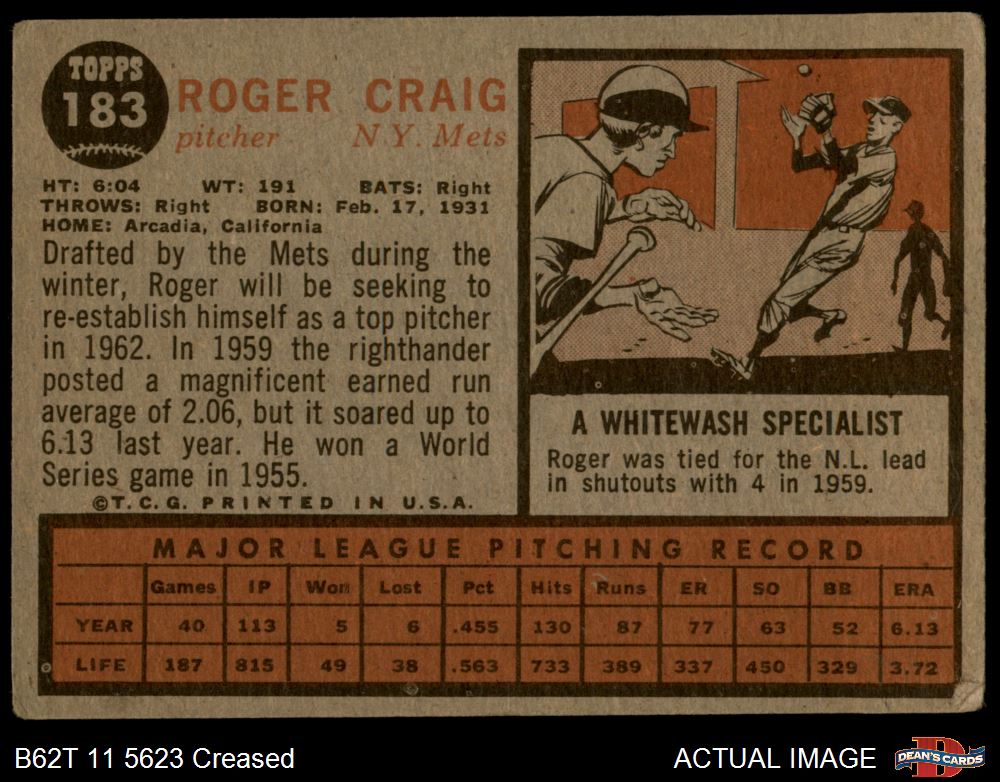 TOPPS
183
ROGER CRAIG
pitcher N.Y. Mets
HT: 6:04 WT: 191 BATS: Right
THROWS: Right BORN: Feb. 17, 1931
HOME: Arcadia, California
Drafted by the Mets during the
winter, Roger will be seeking to
re-establish himself as a top pitcher
in 1962. In 1959 the righthander
posted a magnificent earned run
average of 2.06, but it soared up to
6.13 last year. He won a World
Series game in 1955.
©T.C.G. PRINTED IN U.S.A.
A WHITEWASH SPECIALIST
Roger was tied for the N.L. lead
in shutouts with 4 in 1959.
MAJOR LEAGUE PITCHING RECORD
Games IP Won Lost Pct Hits Runs ER SO BB ERA
YEAR 40 113 5 6 .455 130 87 77 63 52 6.13
LIFE 187 815 49 38 .563 733 389 337 450 329 3.72
B62T 11 5623 Creased
ACTUAL IMAGE
D
DEAN'S CARDS